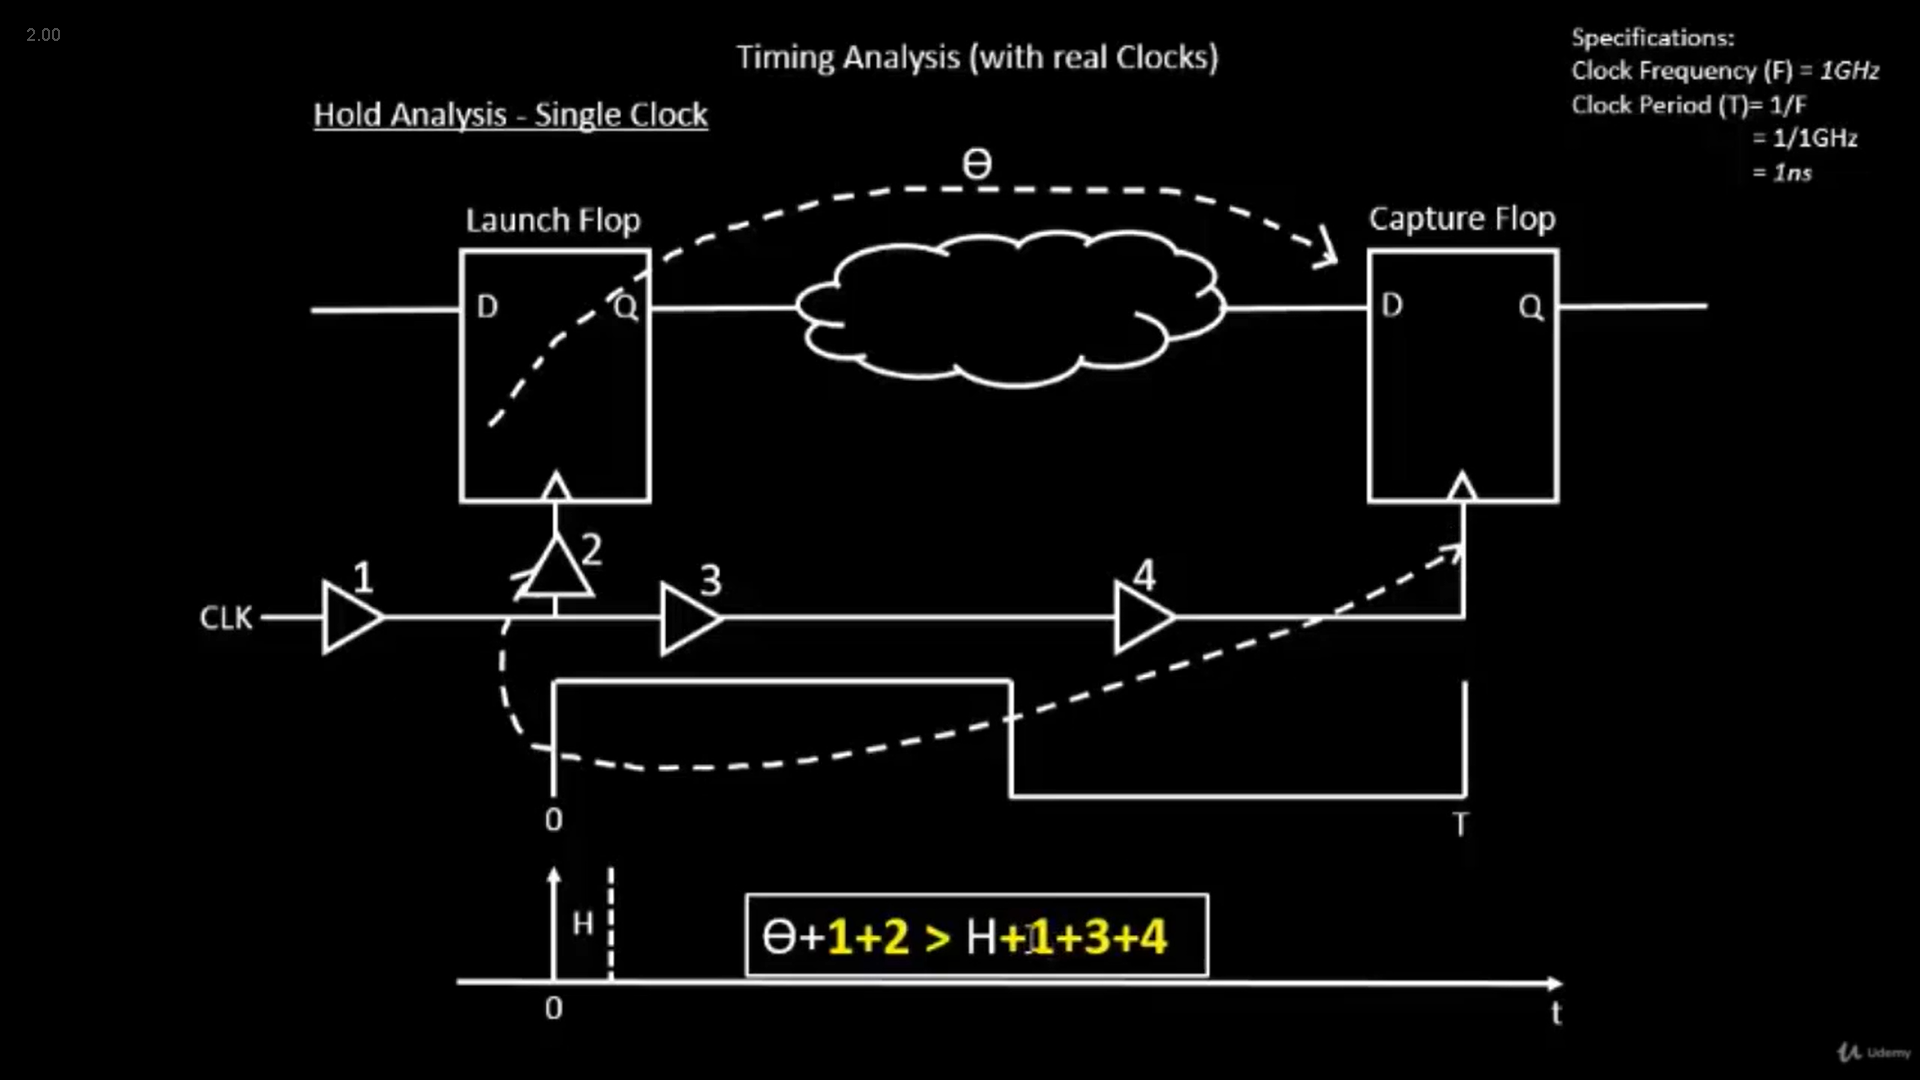 2.00
Timing Analysis (with real Clocks)
Specifications:
Clock Frequency (F) = 1GHz
Clock Period (T)= 1/F
= 1/1GHz
= 1ns
Hold Analysis - Single Clock
Ө
Launch Flop
Capture Flop
D Q
D Q
1
2
3
4
CLK
0
T
H
Ө+1+2 > H+1+3+4
0
t
Udemy